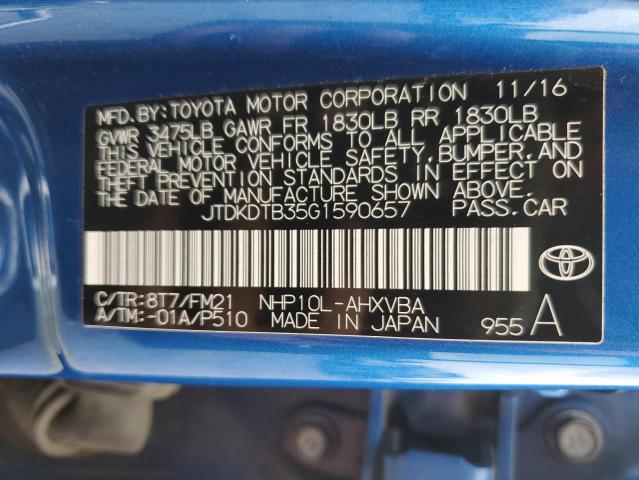 MFD.BY:TOYOTA MOTOR CORPORATION 11/16
GVWR 3475LB GAWR FR 1830LB RR 1830LB
THIS VEHICLE CONFORMS TO ALL APPLICABLE
FEDERAL MOTOR VEHICLE SAFETY,BUMPER,AND
THEFT PREVENTION STANDARDS IN EFFECT ON
THE DATE OF MANUFACTURE SHOWN ABOVE.
JTDKDTB35G1590657 PASS.CAR
C/TR:8T7/FM21 NHP10L-AHXVBA
A/TM:-01A/P510 MADE IN JAPAN 955 A